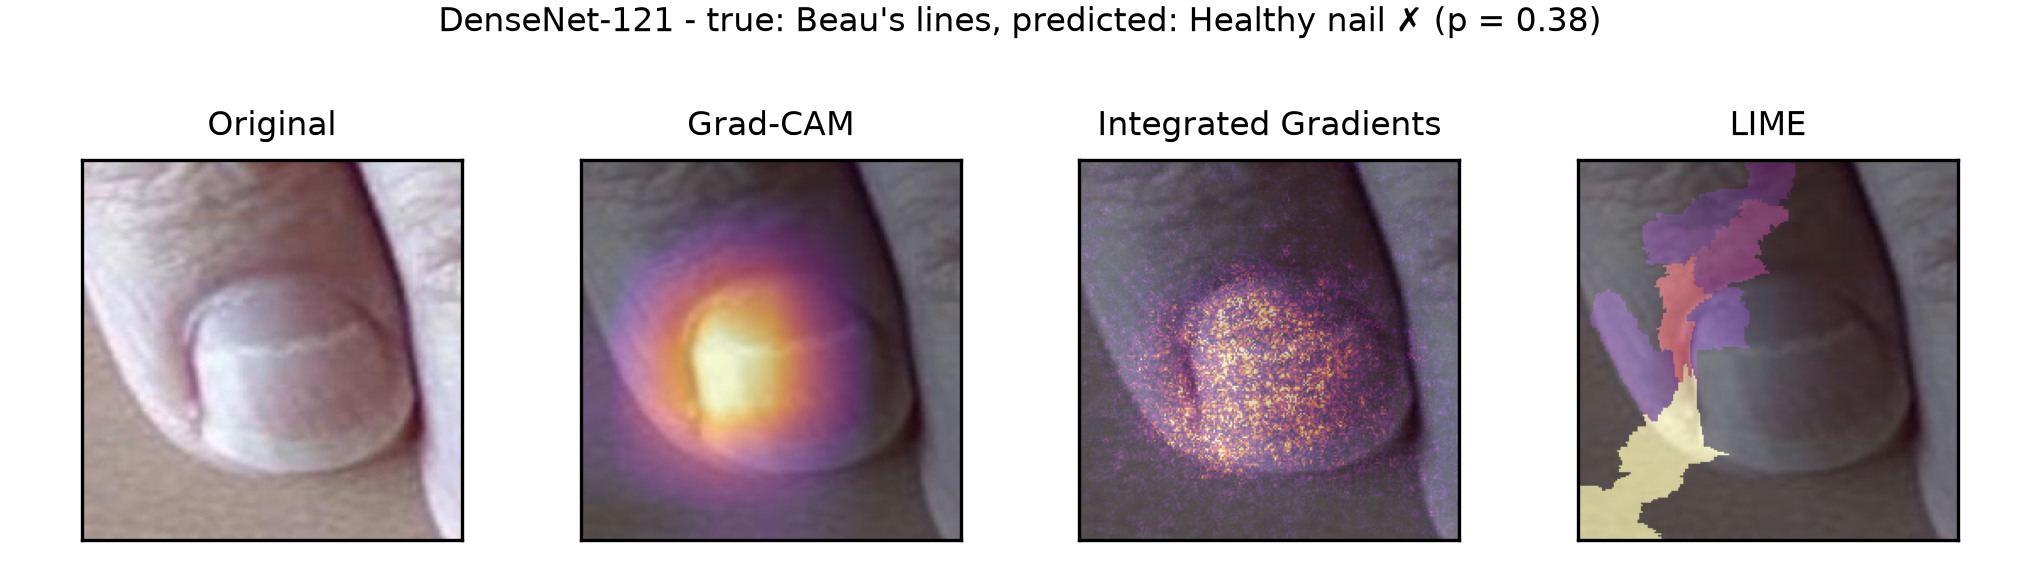 DenseNet-121 - true: Beau's lines, predicted: Healthy nail ✗ (p = 0.38)
Original
Grad-CAM
Integrated Gradients
LIME